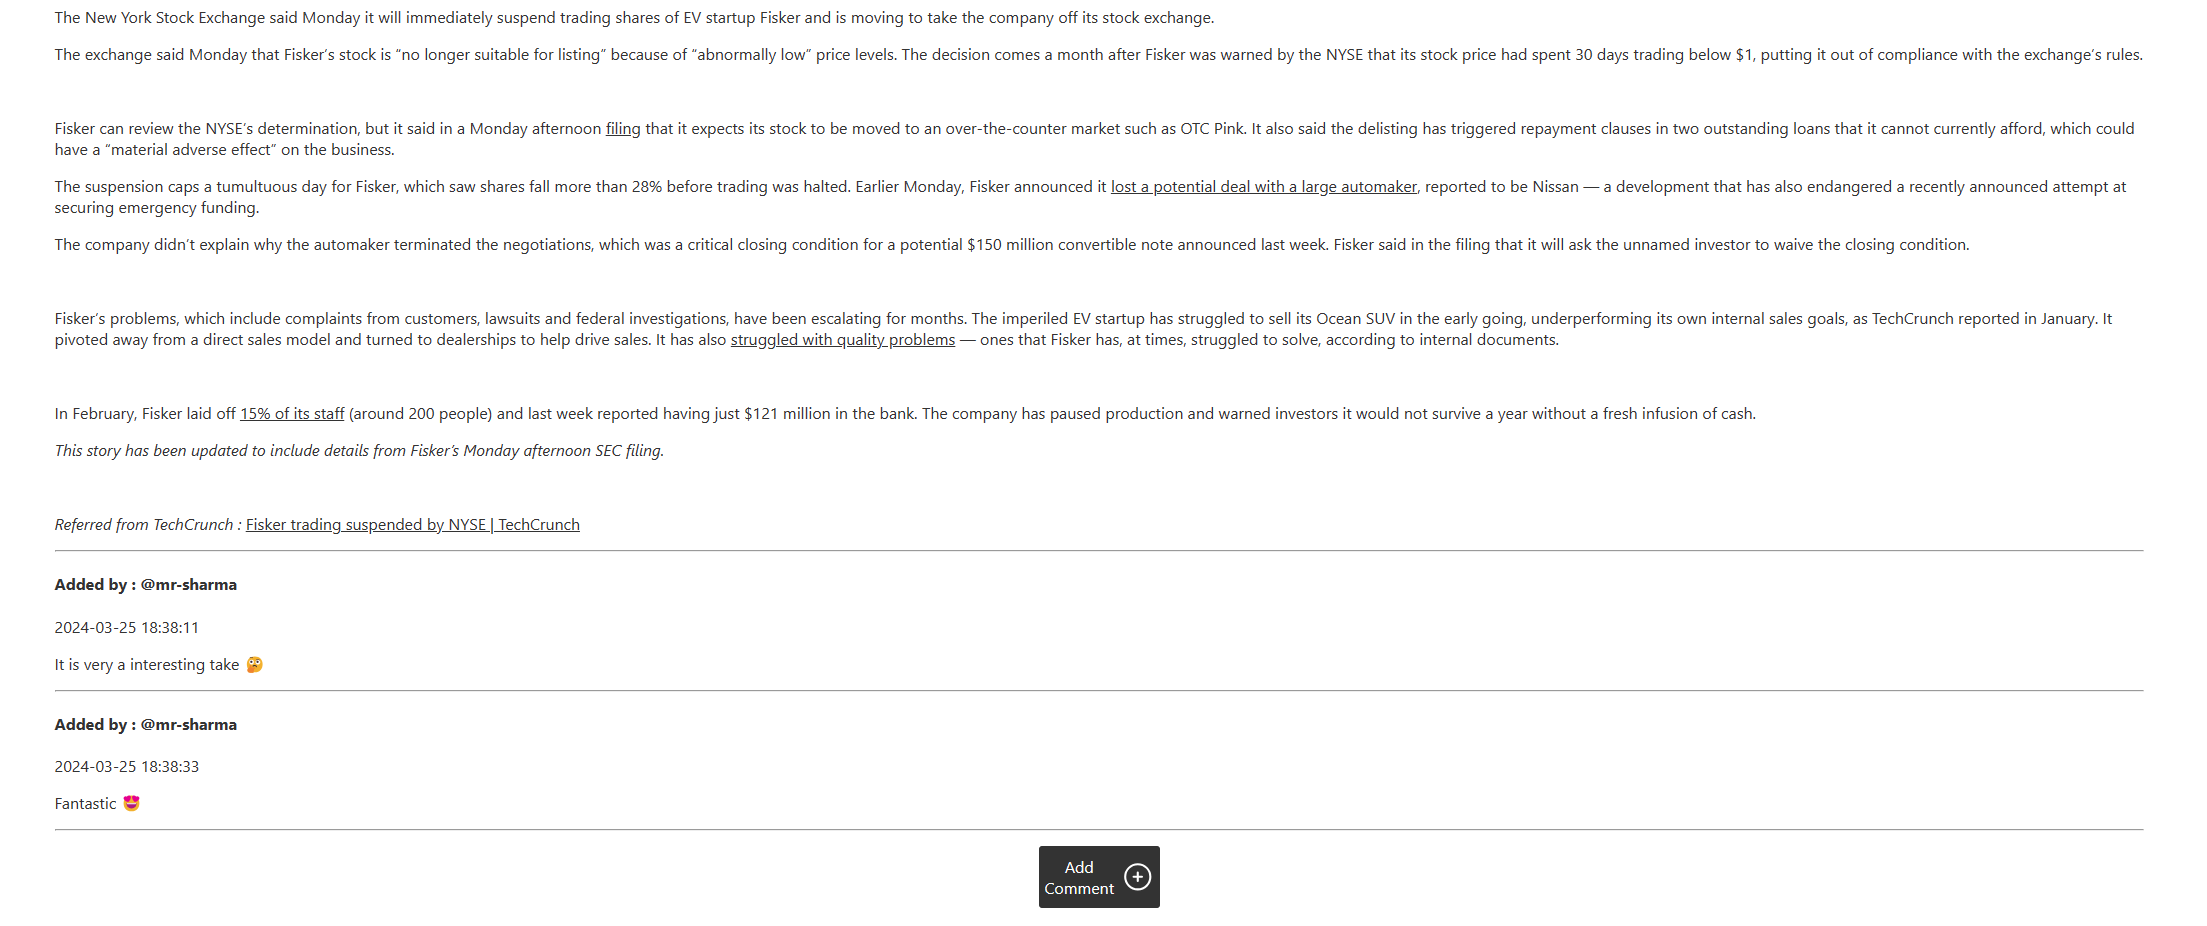 The New York Stock Exchange said Monday it will immediately suspend trading shares of EV startup Fisker and is moving to take the company off its stock exchange.
The exchange said Monday that Fisker’s stock is “no longer suitable for listing” because of “abnormally low” price levels. The decision comes a month after Fisker was warned by the NYSE that its stock price had spent 30 days trading below $1, putting it out of compliance with the exchange’s rules.
Fisker can review the NYSE’s determination, but it said in a Monday afternoon filing that it expects its stock to be moved to an over-the-counter market such as OTC Pink. It also said the delisting has triggered repayment clauses in two outstanding loans that it cannot currently afford, which could
have a “material adverse effect” on the business.
The suspension caps a tumultuous day for Fisker, which saw shares fall more than 28% before trading was halted. Earlier Monday, Fisker announced it lost a potential deal with a large automaker, reported to be Nissan — a development that has also endangered a recently announced attempt at
securing emergency funding.
The company didn’t explain why the automaker terminated the negotiations, which was a critical closing condition for a potential $150 million convertible note announced last week. Fisker said in the filing that it will ask the unnamed investor to waive the closing condition.
Fisker’s problems, which include complaints from customers, lawsuits and federal investigations, have been escalating for months. The imperiled EV startup has struggled to sell its Ocean SUV in the early going, underperforming its own internal sales goals, as TechCrunch reported in January. It
pivoted away from a direct sales model and turned to dealerships to help drive sales. It has also struggled with quality problems — ones that Fisker has, at times, struggled to solve, according to internal documents.
In February, Fisker laid off 15% of its staff (around 200 people) and last week reported having just $121 million in the bank. The company has paused production and warned investors it would not survive a year without a fresh infusion of cash.
This story has been updated to include details from Fisker’s Monday afternoon SEC filing.
Referred from TechCrunch : Fisker trading suspended by NYSE | TechCrunch
Added by : @mr-sharma
2024-03-25 18:38:11
It is very a interesting take 🤔
Added by : @mr-sharma
2024-03-25 18:38:33
Fantastic 😍
Add
Comment